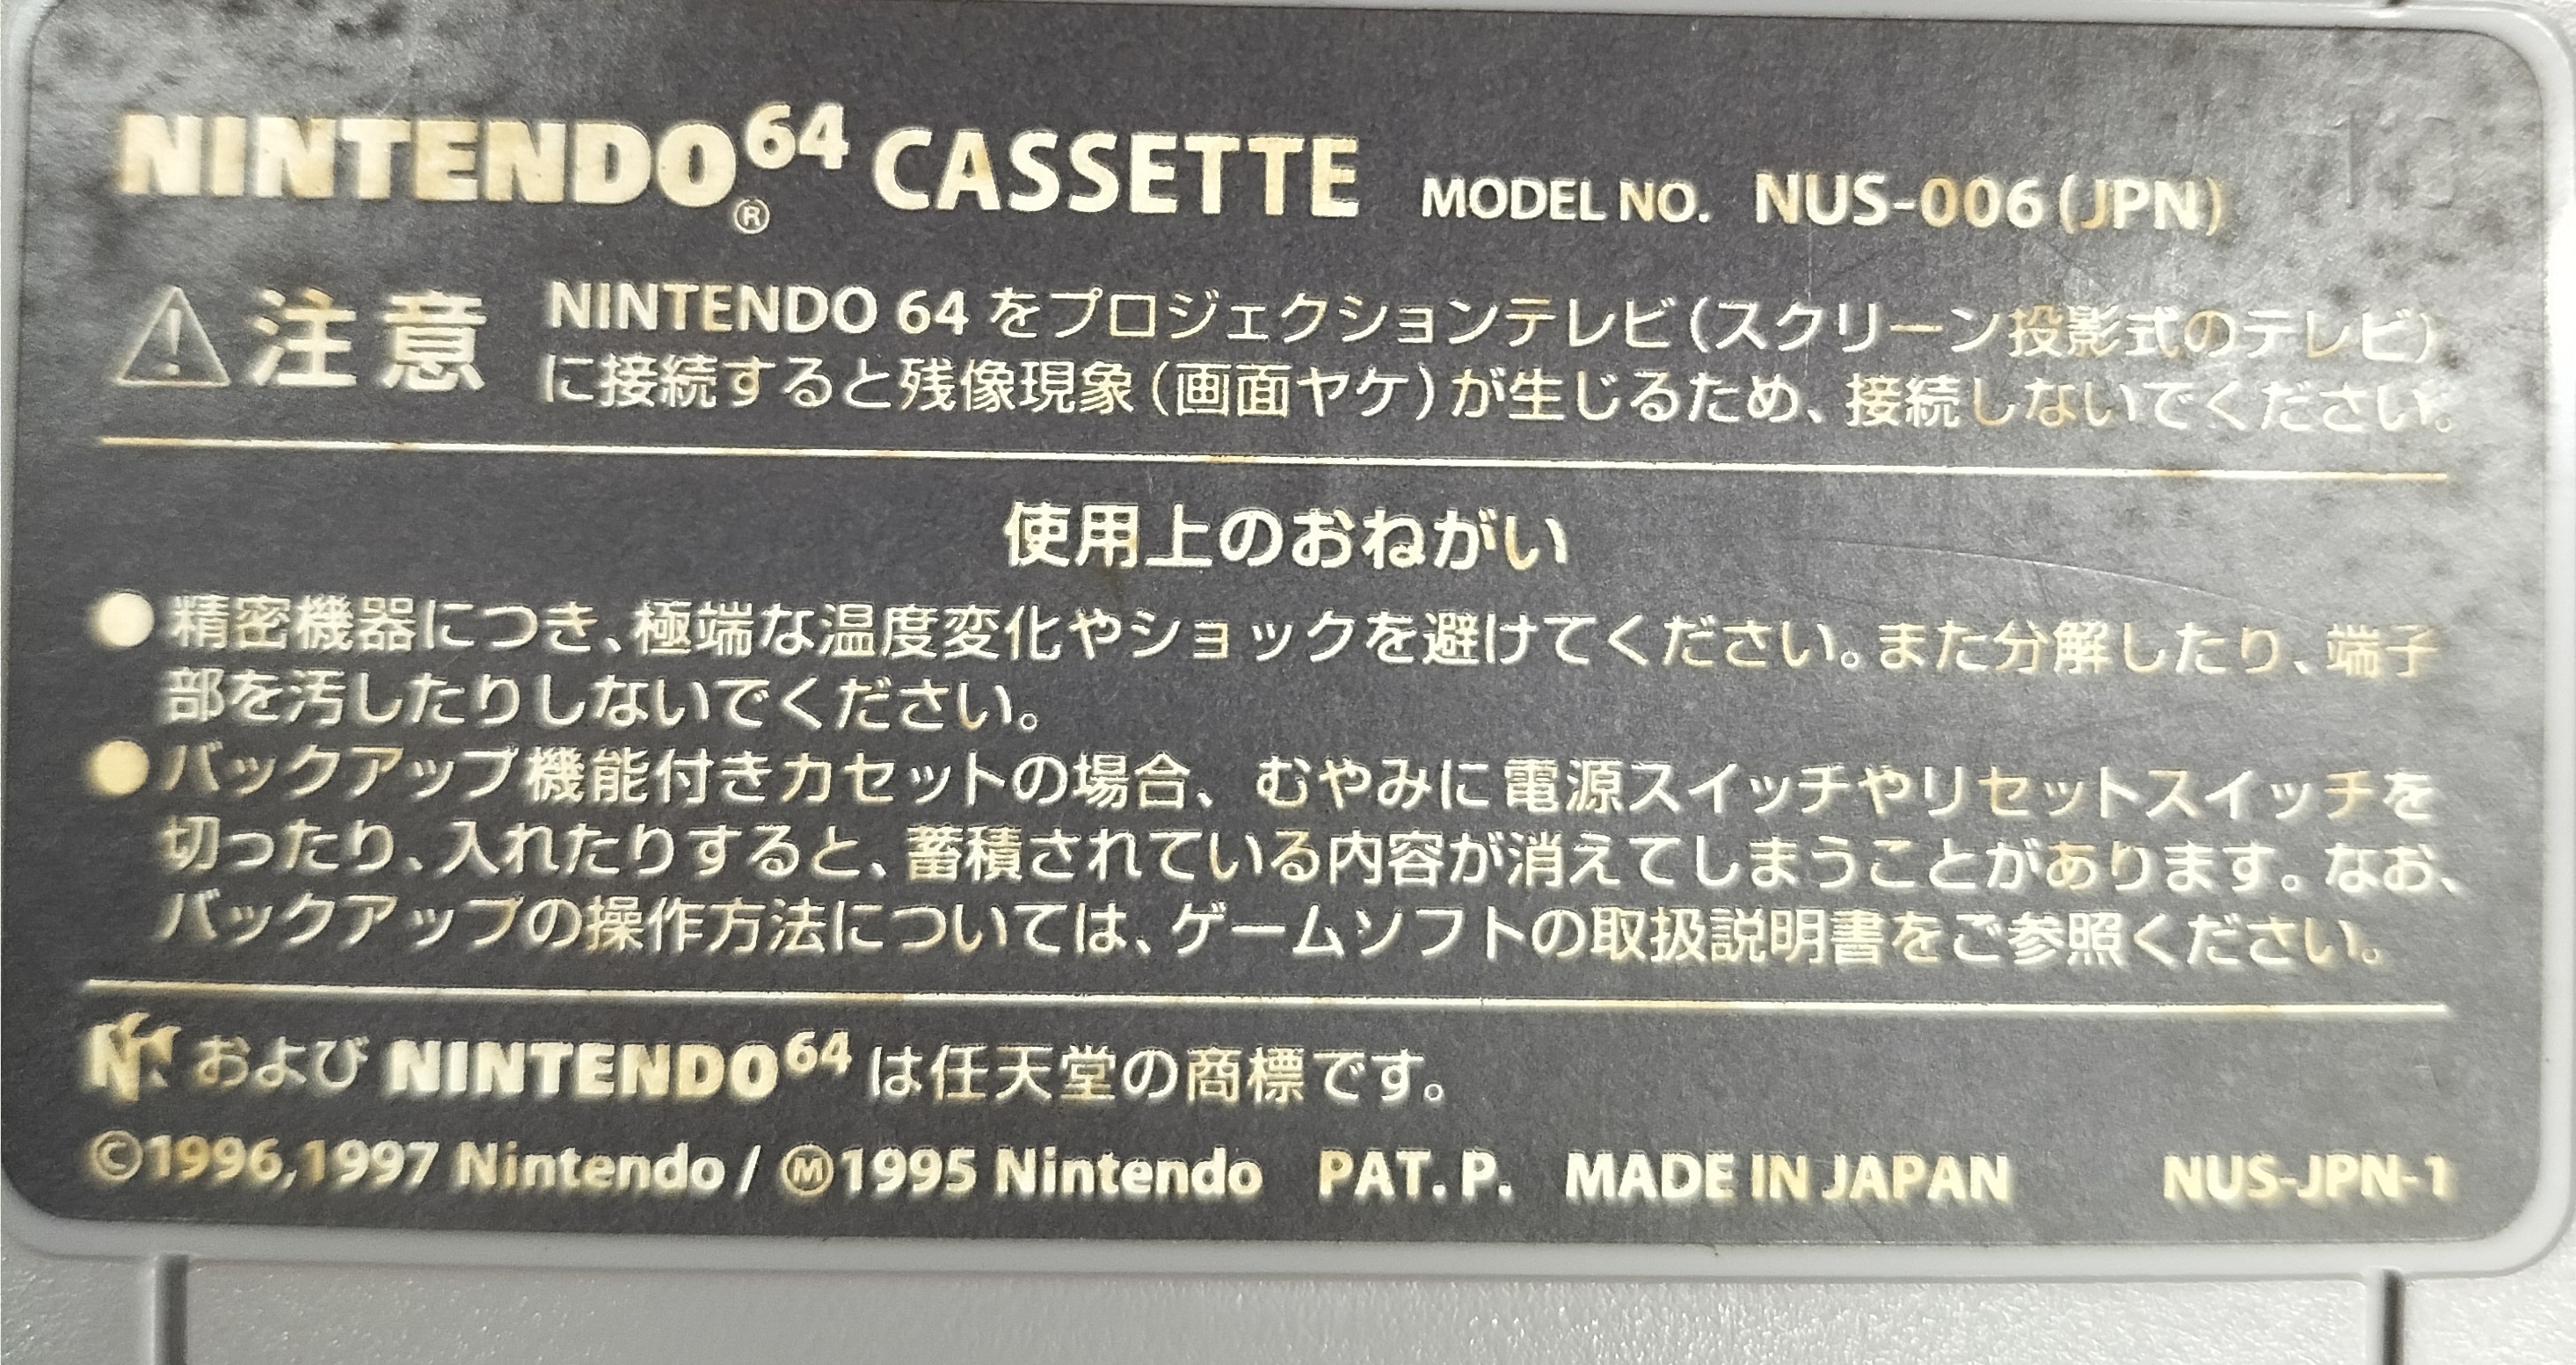 NINTENDO64® CASSETTE MODEL NO. NUS-006(JPN)
注意 NINTENDO 64 をプロジェクションテレビ(スクリーン投影式のテレビ)
に接続すると残像現象(画面ヤケ)が生じるため、接続しないでください。
使用上のおねがい
●精密機器につき、極端な温度変化やショックを避けてください。また分解したり、端子
部を汚したりしないでください。
●バックアップ機能付きカセットの場合、むやみに電源スイッチやリセットスイッチを
切ったり、入れたりすると、蓄積されている内容が消えてしまうことがあります。なお、
バックアップの操作方法については、ゲームソフトの取扱説明書をご参照ください。
および NINTENDO64 は任天堂の商標です。
©1996,1997 Nintendo / Ⓜ1995 Nintendo PAT. P. MADE IN JAPAN NUS-JPN-1